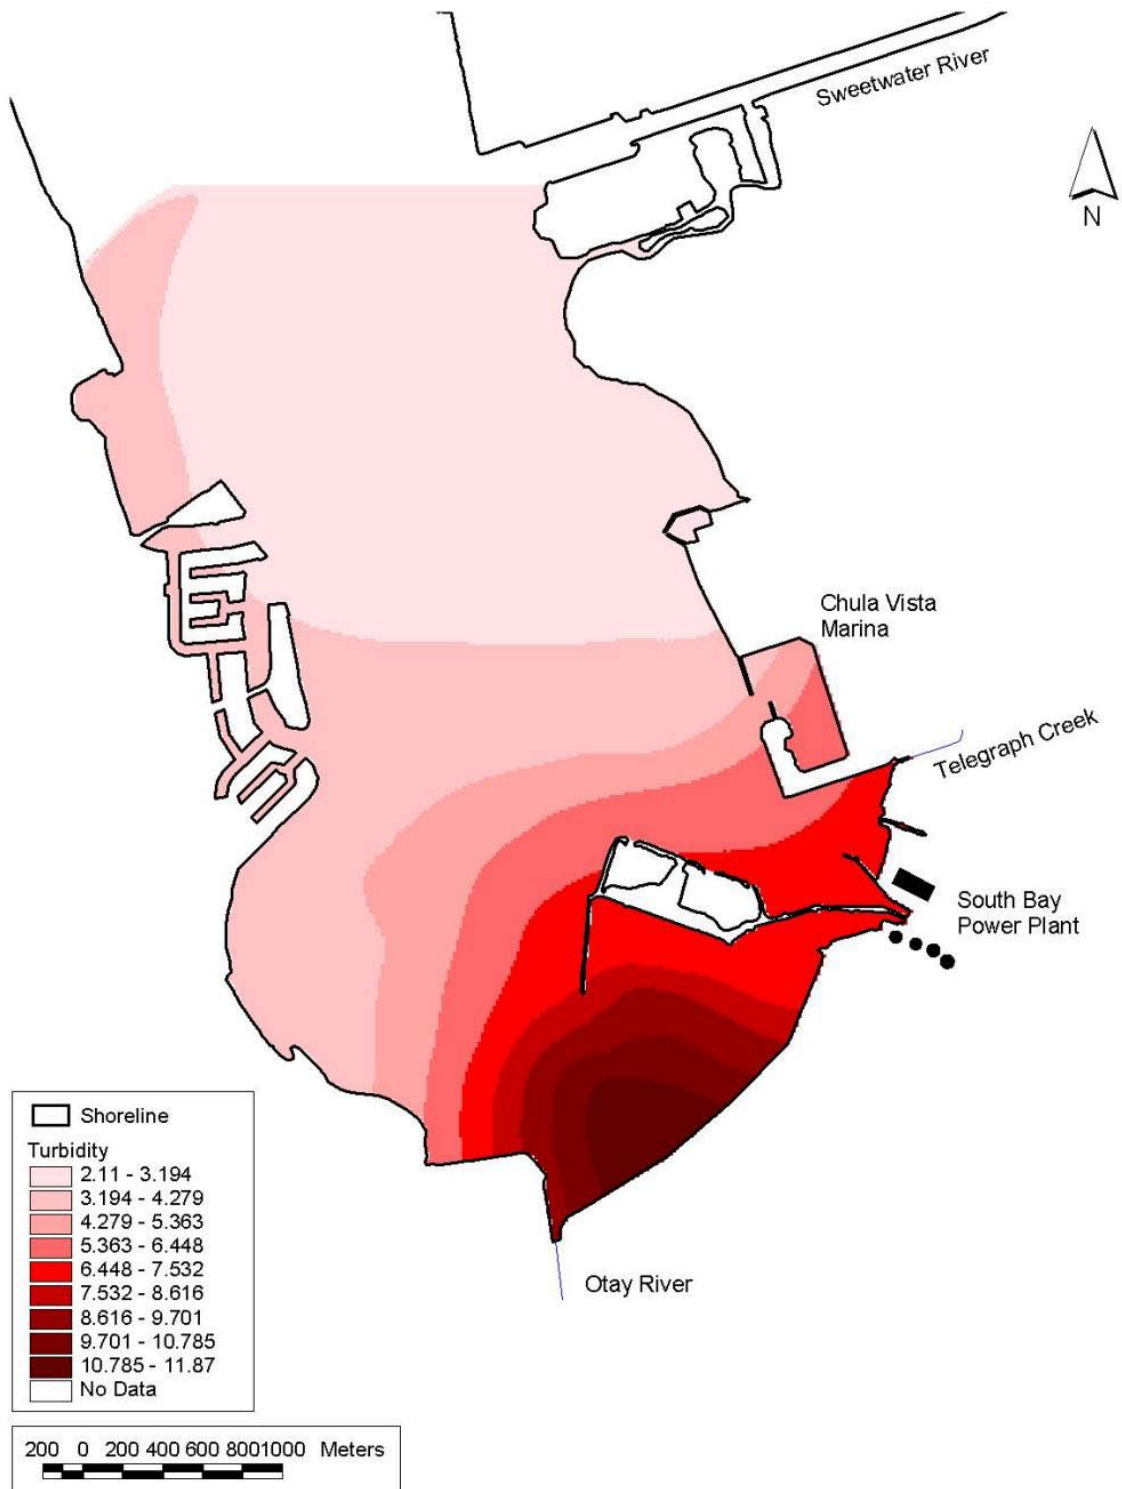 Sweetwater River
N
Chula Vista
Marina
Telegraph Creek
South Bay
Power Plant
Shoreline
Turbidity
2.11 - 3.194
3.194 - 4.279
4.279 - 5.363
5.363 - 6.448
6.448 - 7.532
7.532 - 8.616
8.616 - 9.701
9.701 - 10.785
10.785 - 11.87
No Data
Otay River
200 0 200 400 600 8001000 Meters